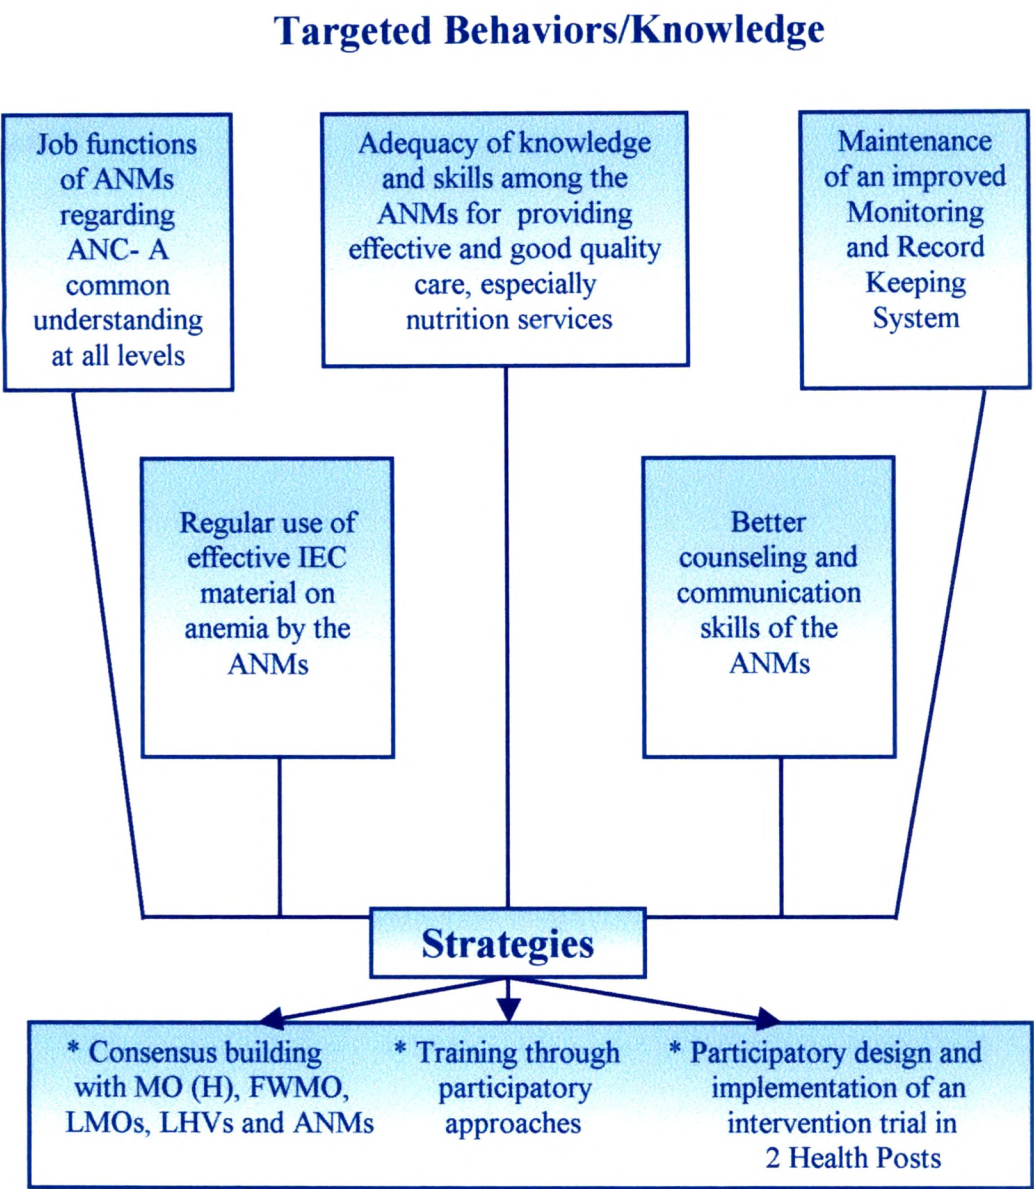 Targeted Behaviors/Knowledge
Job functions
of ANMs
regarding
ANC- A
common
understanding
at all levels
Adequacy of knowledge
and skills among the
ANMs for providing
effective and good quality
care, especially
nutrition services
Maintenance
of an improved
Monitoring
and Record
Keeping
System
Regular use of
effective IEC
material on
anemia by the
ANMs
Better
counseling and
communication
skills of the
ANMs
Strategies
* Consensus building
with MO (H), FWMO,
LMOs, LHVs and ANMs
* Training through
participatory
approaches
* Participatory design and
implementation of an
intervention trial in
2 Health Posts